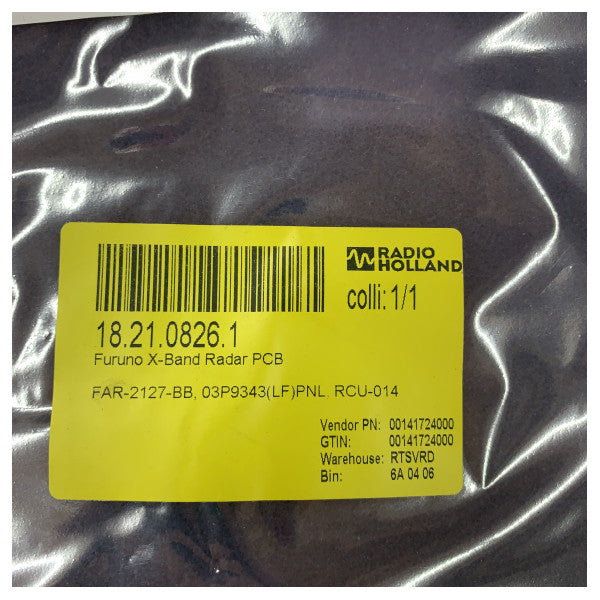 RADIO
HOLLAND
colli: 1/1
18.21.0826.1
Furuno X-Band Radar PCB
FAR-2127-BB, 03P9343(LF)PNL, RCU-014
Vendor PN: 00141724000
GTIN: 00141724000
Warehouse: RTSVRD
Bin: 6A 04 06